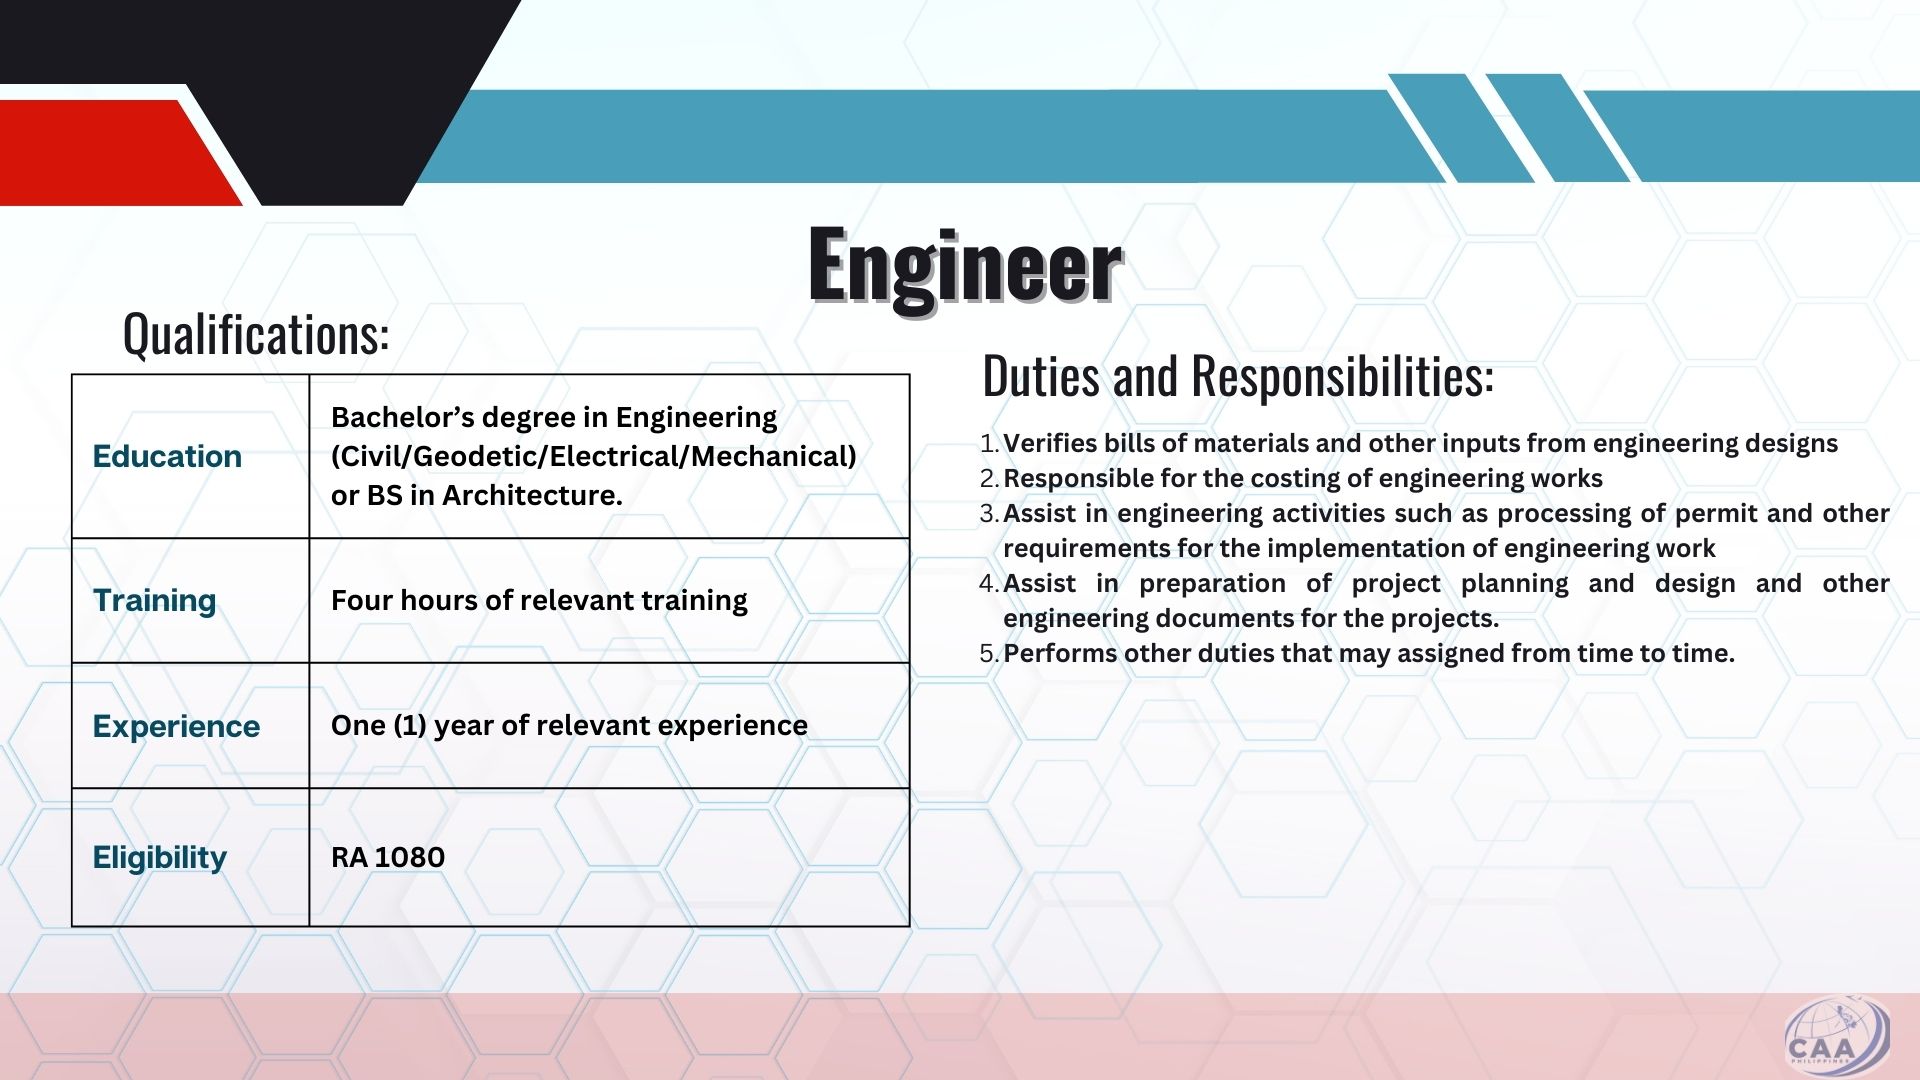 Engineer
Qualifications:
Education
Bachelor’s degree in Engineering
(Civil/Geodetic/Electrical/Mechanical)
or BS in Architecture.
Training
Four hours of relevant training
Experience
One (1) year of relevant experience
Eligibility
RA 1080
Duties and Responsibilities:
1. Verifies bills of materials and other inputs from engineering designs
2. Responsible for the costing of engineering works
3. Assist in engineering activities such as processing of permit and other
requirements for the implementation of engineering work
4. Assist in preparation of project planning and design and other
engineering documents for the projects.
5. Performs other duties that may assigned from time to time.
CAA
PHILIPPINES